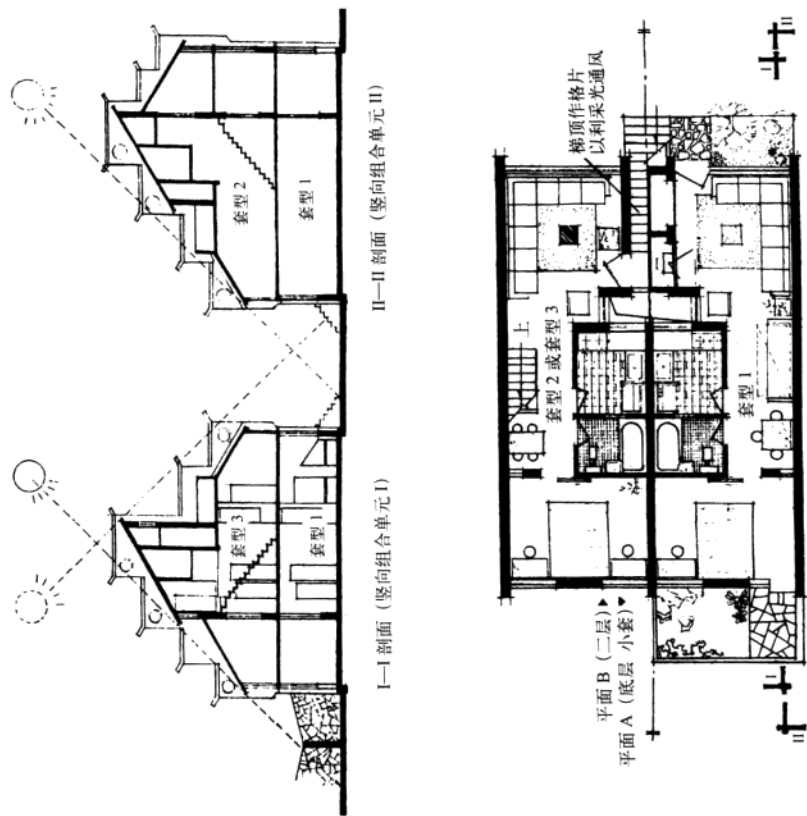 套型 3
套型 1
I—I 剖面 (竖向组合单元 I)
套型 2
套型 1
II—II 剖面 (竖向组合单元 II)
平面 B (二层)
平面 A (底层 小套)
上
套型 2 或套型 3
套型 1
梯顶作格片
以利采光通风
I
II
I
II